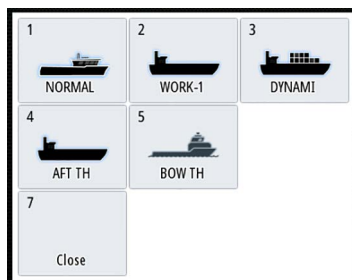 1
NORMAL
2
WORK-1
3
DYNAMI
4
AFT TH
5
BOW TH
7
Close